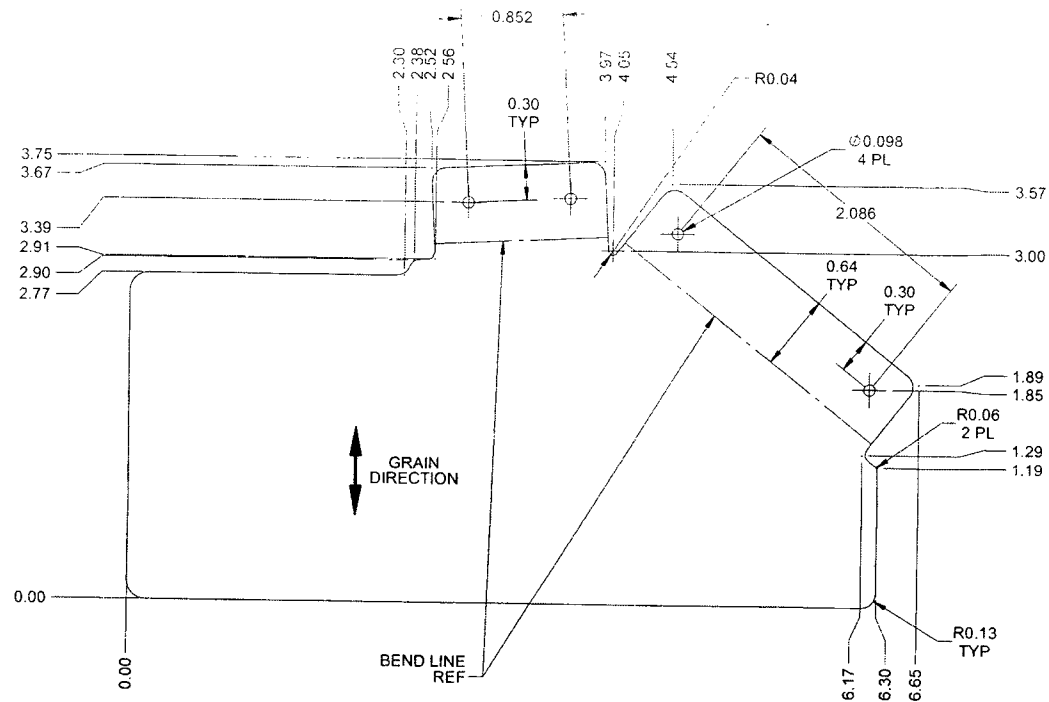 0.852
2.30
2.38
2.52
2.56
3.97
4.05
4.54
R0.04
0.30
TYP
Ø0.098
4 PL
3.75
3.67
3.39
2.91
2.90
2.77
3.57
2.086
3.00
0.64
TYP
0.30
TYP
1.89
1.85
R0.06
2 PL
1.29
1.19
GRAIN
DIRECTION
0.00
0.00
BEND LINE
REF
R0.13
TYP
6.17
6.30
6.65